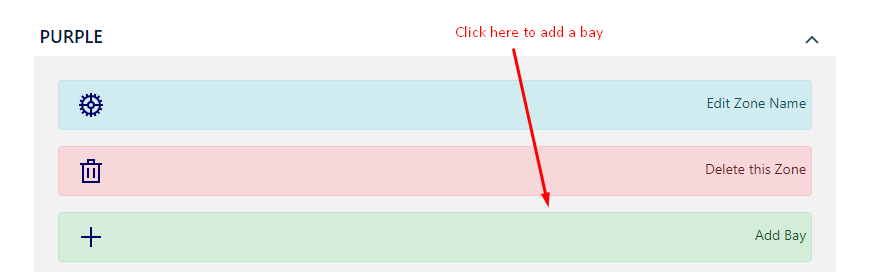 Click here to add a bay
PURPLE
Edit Zone Name
Delete this Zone
Add Bay